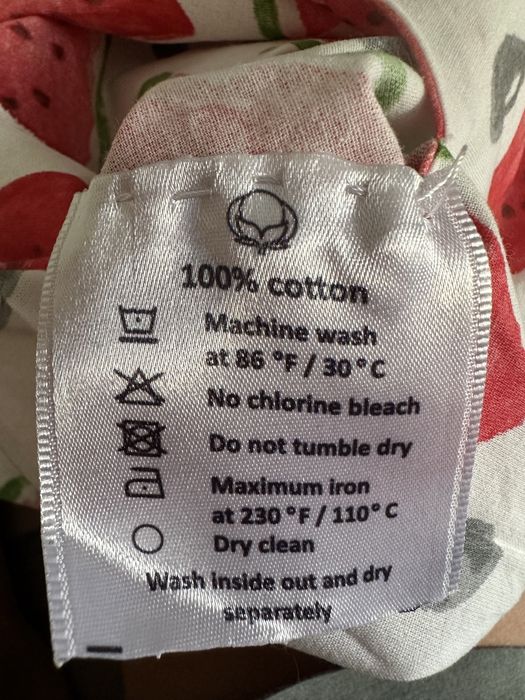 100% cotton
Machine wash
at 86 °F / 30°C
No chlorine bleach
Do not tumble dry
Maximum iron
at 230 °F / 110°C
Dry clean
Wash inside out and dry
separately